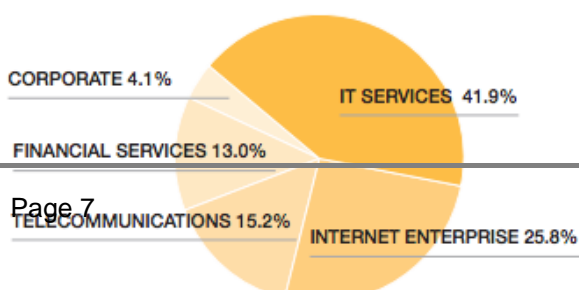 CORPORATE 4.1%
IT SERVICES 41.9%
FINANCIAL SERVICES 13.0%
Page 7
TELECOMMUNICATIONS 15.2%
INTERNET ENTERPRISE 25.8%